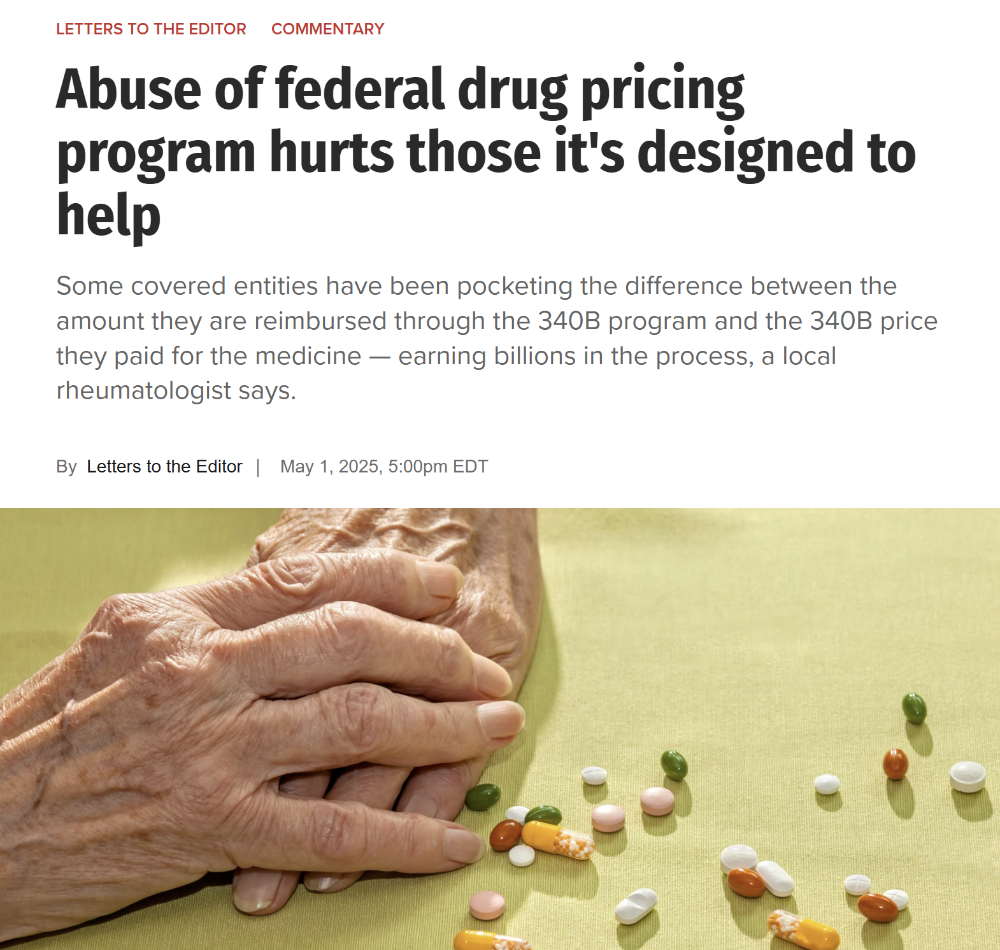 LETTERS TO THE EDITOR COMMENTARY
Abuse of federal drug pricing
program hurts those it's designed to
help
Some covered entities have been pocketing the difference between the
amount they are reimbursed through the 340B program and the 340B price
they paid for the medicine — earning billions in the process, a local
rheumatologist says.
By Letters to the Editor | May 1, 2025, 5:00pm EDT